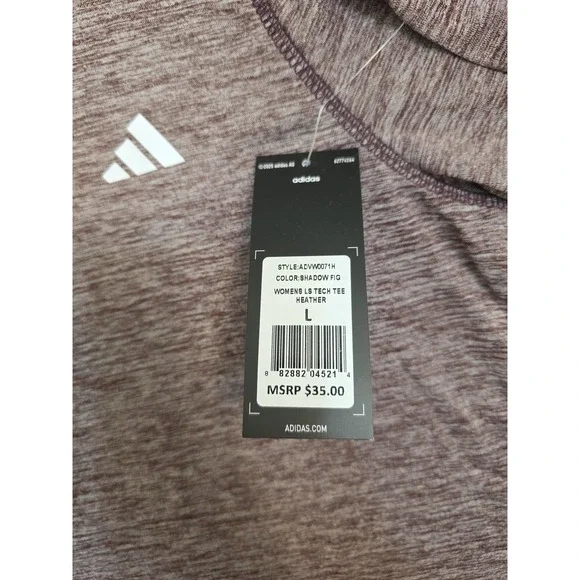 adidas
STYLE:ADVW0071H
COLOR:SHADOW FIG
WOMENS LS TECH TEE
HEATHER
L
8 82882 04521 4
MSRP $35.00
ADIDAS.COM